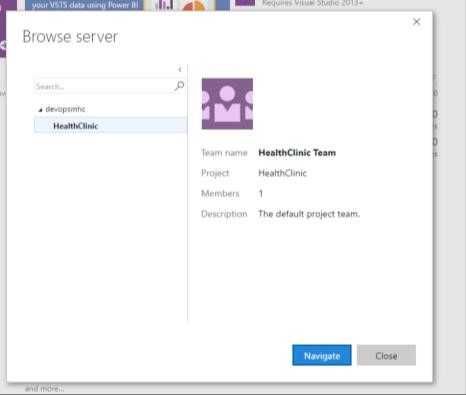 your VSTS data using Power BI
Requires Visual Studio 2013+
Browse server
Search...
devopsmhc
HealthClinic
Team name HealthClinic Team
Project HealthClinic
Members 1
Description The default project team.
Navigate Close
and more...